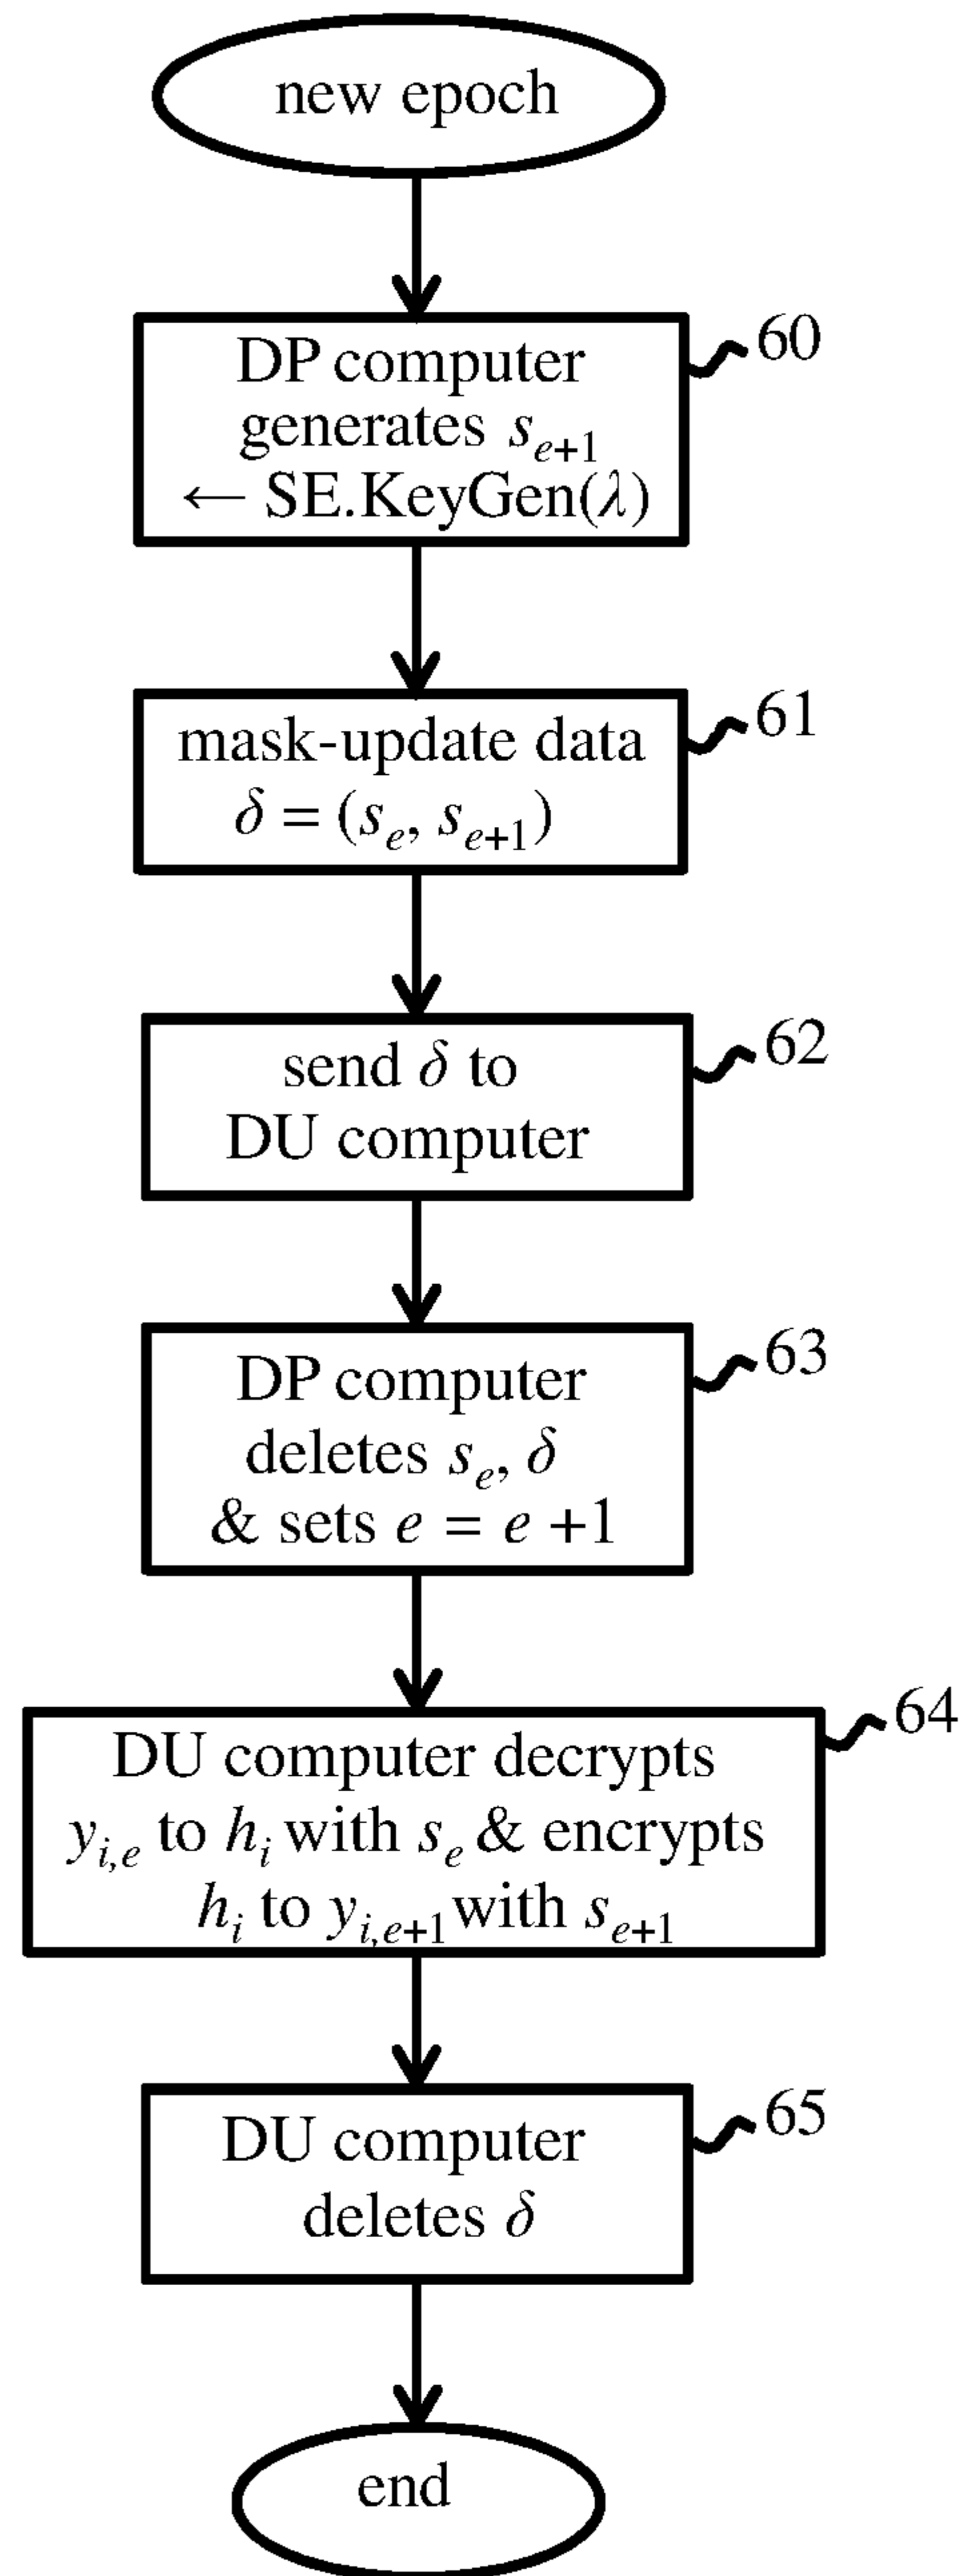 new epoch
60
DP computer
generates s_{e+1}
← SE.KeyGen(λ)
61
mask-update data
δ = (s_e, s_{e+1})
62
send δ to
DU computer
63
DP computer
deletes s_e, δ
& sets e = e +1
64
DU computer decrypts
y_{i,e} to h_i with s_e & encrypts
h_i to y_{i,e+1} with s_{e+1}
65
DU computer
deletes δ
end